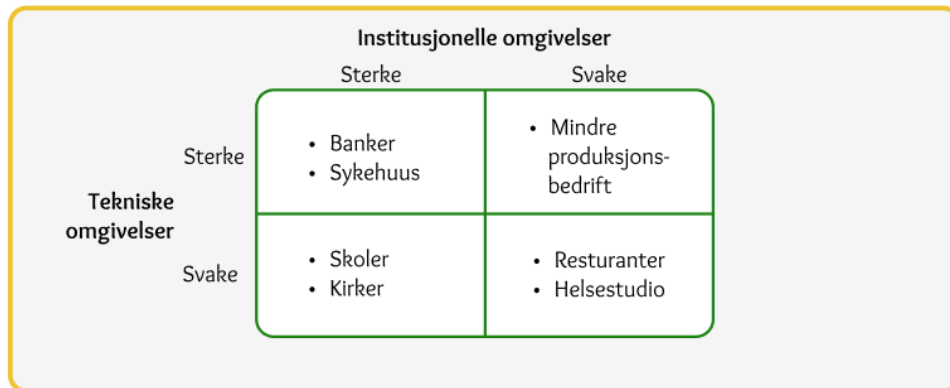 Institusjonelle omgivelser
Sterke Svake
Sterke
• Banker
• Sykehuus
• Mindre
produksjons-
bedrift
Tekniske
omgivelser
Svake
• Skoler
• Kirker
• Resturanter
• Helsestudio